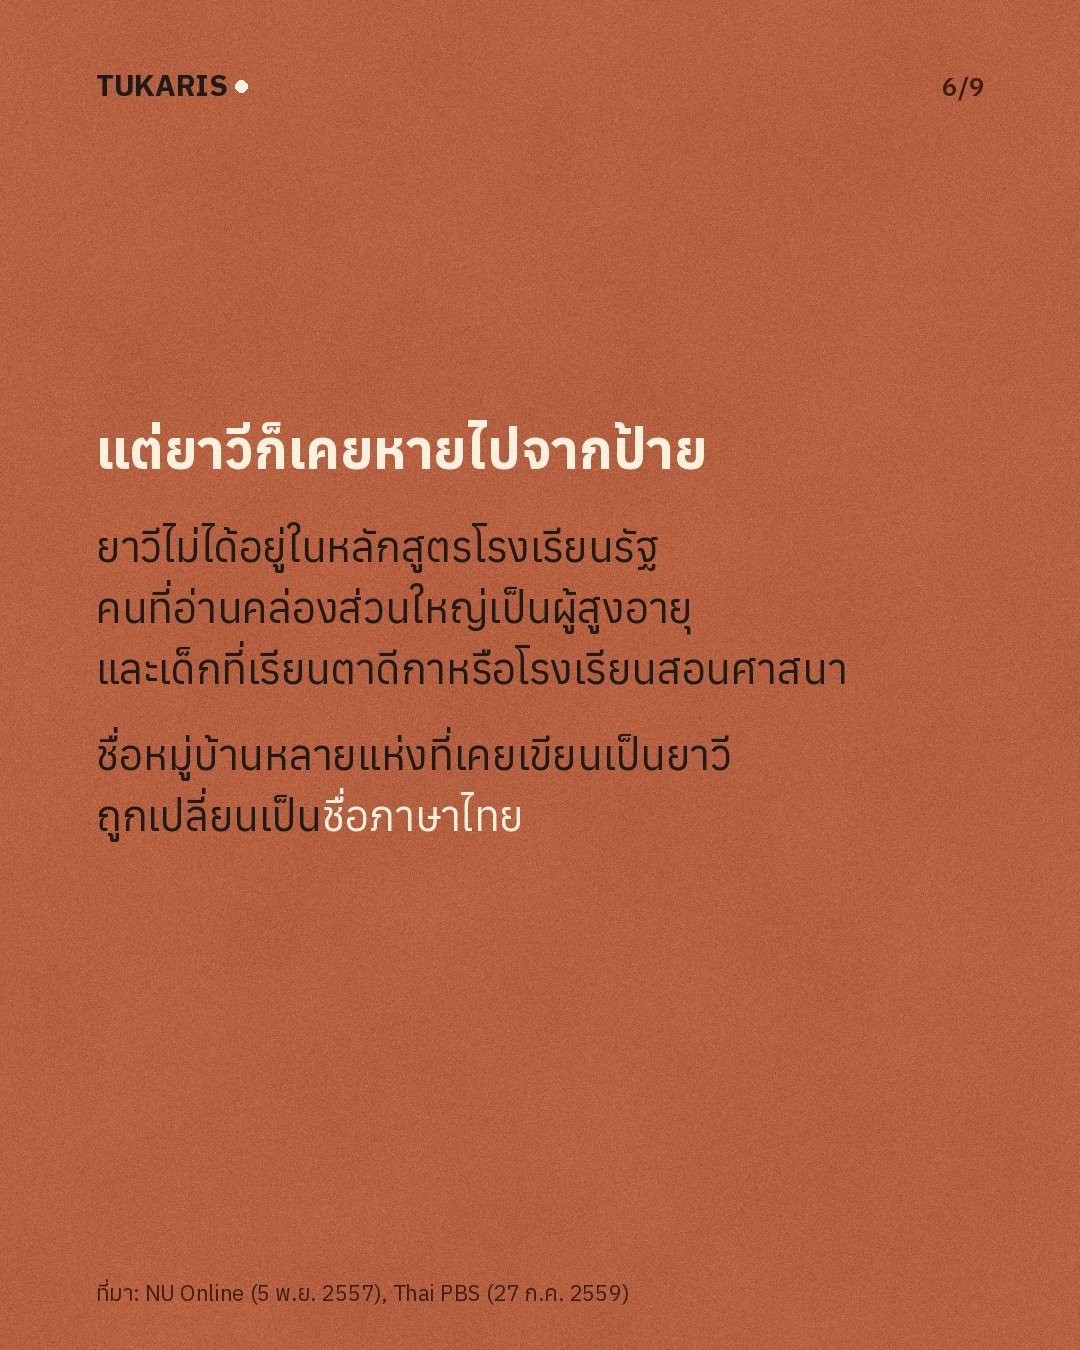 TUKARIS
6/9
แต่ยาวีก็เคยหายไปจากป้าย
ยาวีไม่ได้อยู่ในหลักสูตรโรงเรียนรัฐ
คนที่อ่านคล่องส่วนใหญ่เป็นผู้สูงอายุ
และเด็กที่เรียนตาดีกาหรือโรงเรียนสอนศาสนา
ชื่อหมู่บ้านหลายแห่งที่เคยเขียนเป็นยาวี
ถูกเปลี่ยนเป็นชื่อภาษาไทย
ที่มา: NU Online (5 พ.ย. 2557), Thai PBS (27 ก.ค. 2559)